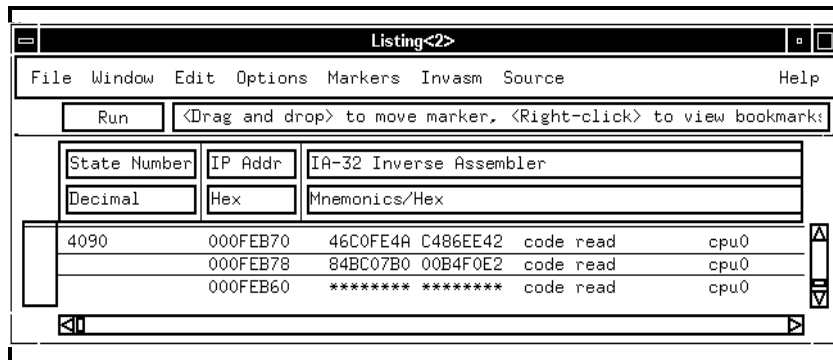 Listing<2>
File Window Edit Options Markers Invasm Source Help
Run <Drag and drop> to move marker, <Right-click> to view bookmarks
State Number IP Addr IA-32 Inverse Assembler
Decimal Hex Mnemonics/Hex
4090 000FEB70 46C0FE4A C486EE42 code read cpu0
000FEB78 84BC07B0 00B4F0E2 code read cpu0
000FEB60 ******** ******** code read cpu0